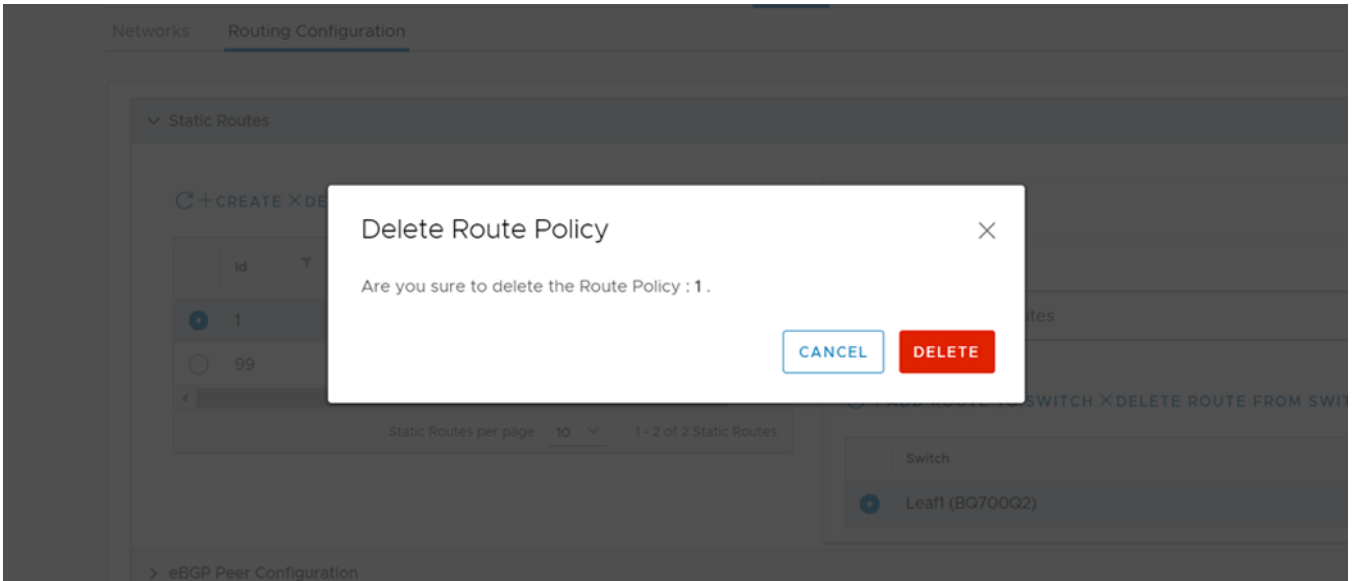 Networks Routing Configuration
Static Routes
+CREATE ×DE
Delete Route Policy
Id
Are you sure to delete the Route Policy : 1 .
1
CANCEL DELETE
99
SWITCH ×DELETE ROUTE FROM SWIT
Static Routes per page 10 1 - 2 of 2 Static Routes
Switch
Leaf1 (BQ700Q2)
eBGP Peer Configuration